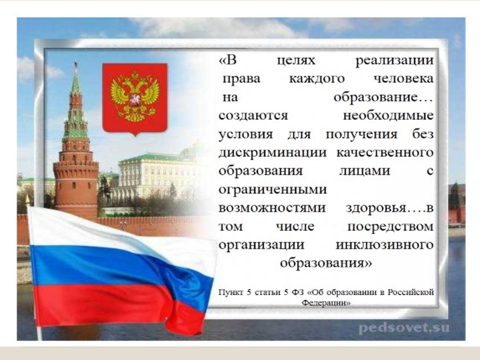 «В целях реализации
права каждого человека
на образование…
создаются необходимые
условия для получения без
дискриминации качественного
образования лицами с
ограниченными
возможностями здоровья….в
том числе посредством
организации инклюзивного
образования»
Пункт 5 статьи 5 ФЗ «Об образовании в Российской
Федерации»
pedsovet.su